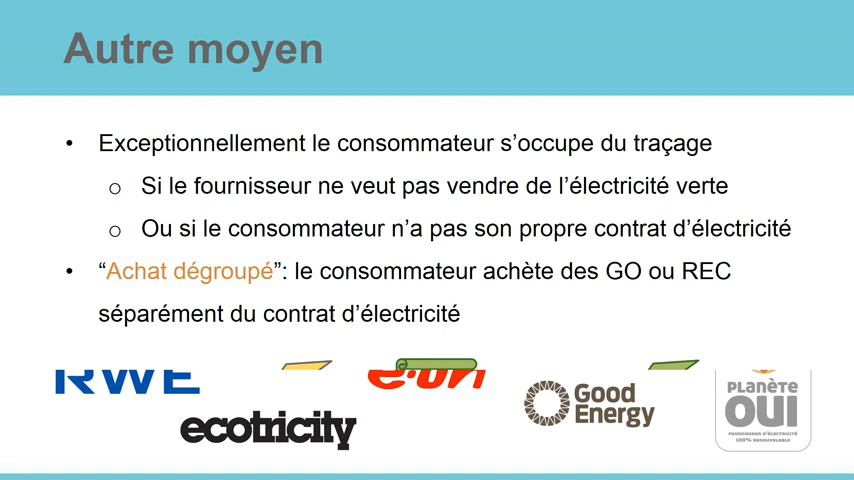 Autre moyen
• Exceptionnellement le consommateur s’occupe du traçage
o Si le fournisseur ne veut pas vendre de l’électricité verte
o Ou si le consommateur n’a pas son propre contrat d’électricité
• “Achat dégroupé”: le consommateur achète des GO ou REC
séparément du contrat d’électricité
RWE
e·on
ecotricity
Good
Energy
PLANÈTE
OUI
FOURNISSEUR D'ÉLECTRICITÉ
100% RENOUVELABLE